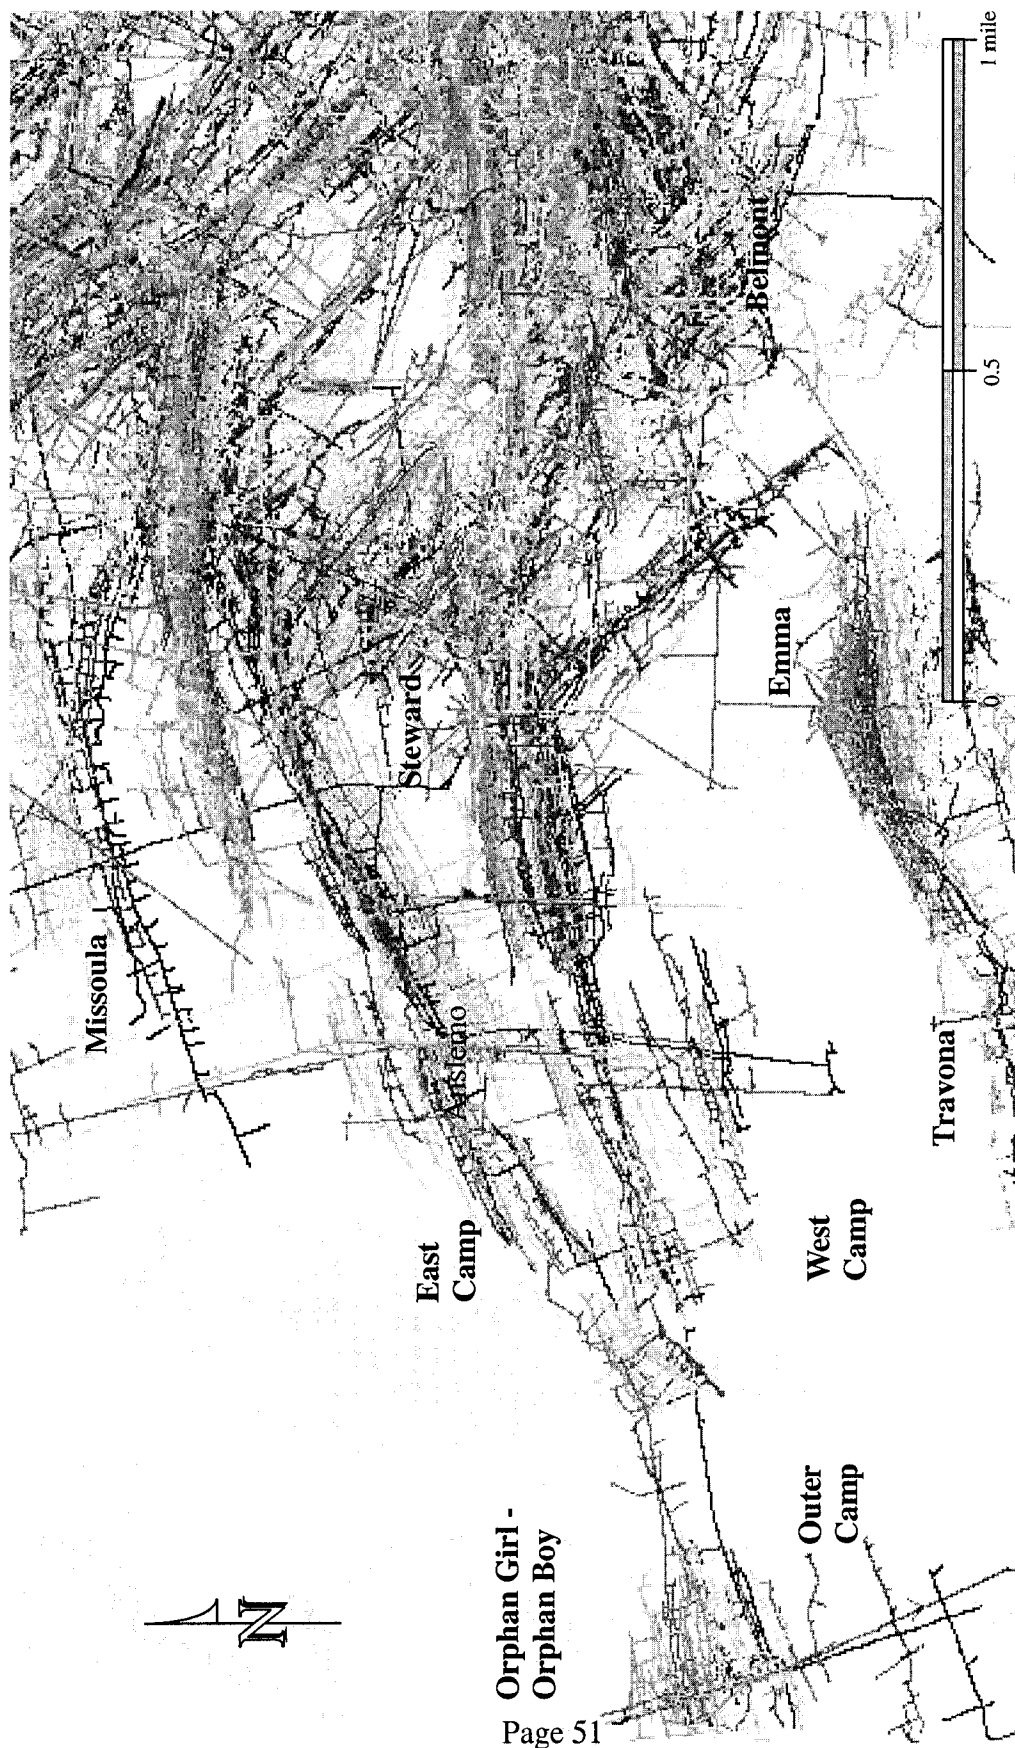 Missoula
Steward
Anslemo
Belmont
Emma
Travona
East
Camp
West
Camp
Outer
Camp
Orphan Girl -
Orphan Boy
N
0
0.5
1 mile
Page 51